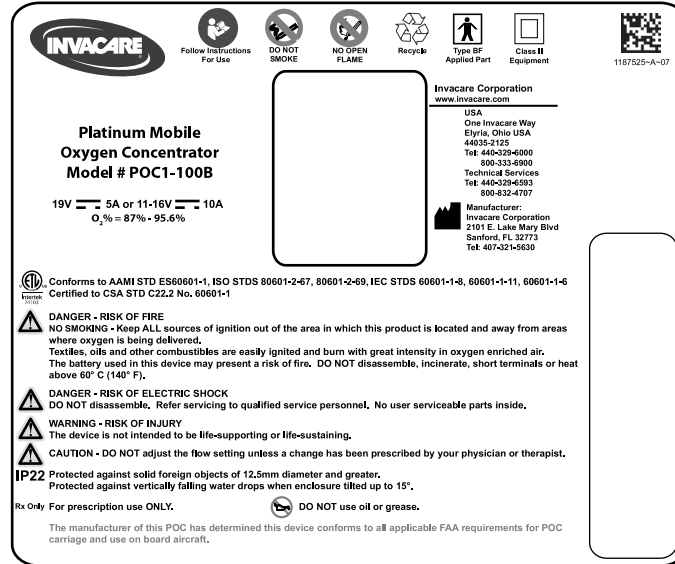 INVACARE
Follow Instructions
For Use
DO NOT
SMOKE
NO OPEN
FLAME
Recycle
Type BF
Applied Part
Class II
Equipment
1187525~A~07
Platinum Mobile
Oxygen Concentrator
Model # POC1-100B
19V 5A or 11-16V 10A
O2% = 87% - 95.6%
Invacare Corporation
www.invacare.com
USA
One Invacare Way
Elyria, Ohio USA
44035-2125
Tel: 440-329-6000
800-333-6900
Technical Services
Tel: 440-329-6593
800-832-4707
Manufacturer:
Invacare Corporation
2101 E. Lake Mary Blvd
Sanford, FL 32773
Tel: 407-321-5630
ETL
Intertek
Conforms to AAMI STD ES60601-1, ISO STDS 80601-2-67, 80601-2-69, IEC STDS 60601-1-8, 60601-1-11, 60601-1-6
Certified to CSA STD C22.2 No. 60601-1
DANGER - RISK OF FIRE
NO SMOKING - Keep ALL sources of ignition out of the area in which this product is located and away from areas
where oxygen is being delivered.
Textiles, oils and other combustibles are easily ignited and burn with great intensity in oxygen enriched air.
The battery used in this device may present a risk of fire. DO NOT disassemble, incinerate, short terminals or heat
above 60° C (140° F).
DANGER - RISK OF ELECTRIC SHOCK
DO NOT disassemble. Refer servicing to qualified service personnel. No user serviceable parts inside.
WARNING - RISK OF INJURY
The device is not intended to be life-supporting or life-sustaining.
CAUTION - DO NOT adjust the flow setting unless a change has been prescribed by your physician or therapist.
IP22 Protected against solid foreign objects of 12.5mm diameter and greater.
Protected against vertically falling water drops when enclosure tilted up to 15°.
Rx Only For prescription use ONLY. DO NOT use oil or grease.
The manufacturer of this POC has determined this device conforms to all applicable FAA requirements for POC
carriage and use on board aircraft.